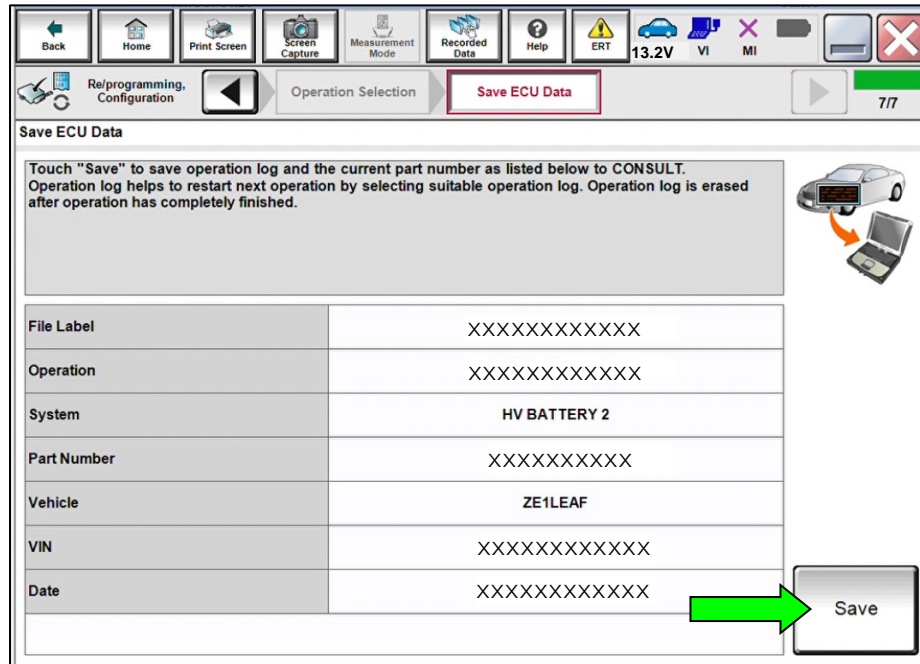 Back
Home
Print Screen
Screen Capture
Measurement Mode
Recorded Data
Help
ERT
13.2V
VI
MI
Re/programming, Configuration
Operation Selection
Save ECU Data
7/7
Save ECU Data
Touch "Save" to save operation log and the current part number as listed below to CONSULT.
Operation log helps to restart next operation by selecting suitable operation log. Operation log is erased
after operation has completely finished.
File Label XXXXXXXXXXXX
Operation XXXXXXXXXXXX
System HV BATTERY 2
Part Number XXXXXXXXXX
Vehicle ZE1LEAF
VIN XXXXXXXXXXXX
Date XXXXXXXXXXXX
Save